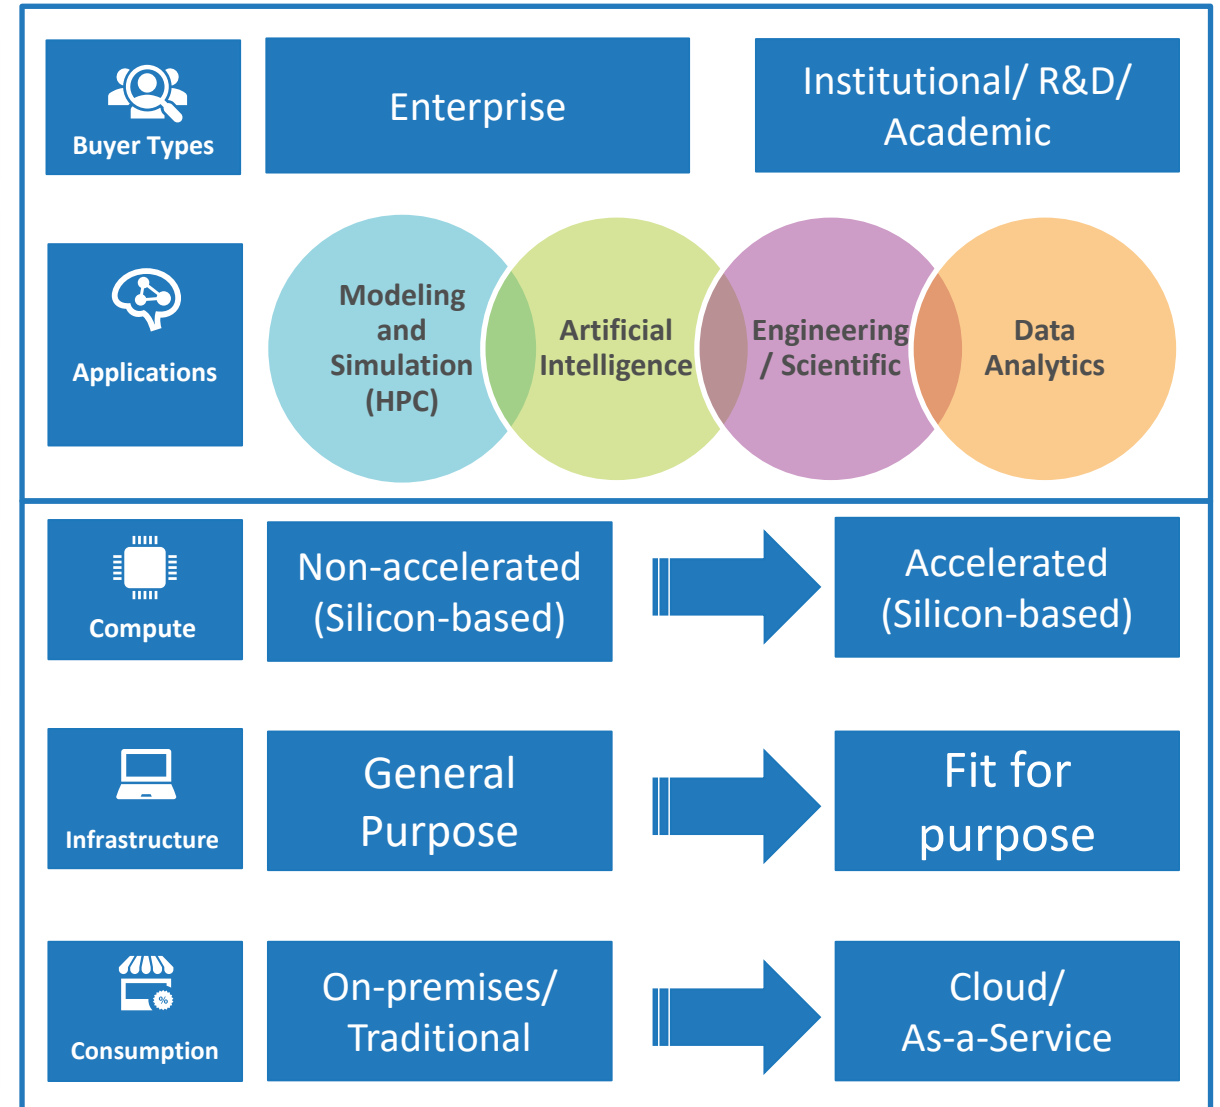 Buyer Types
Enterprise
Institutional/ R&D/
Academic
Applications
Modeling
and
Simulation
(HPC)
Artificial
Intelligence
Engineering
/ Scientific
Data
Analytics
Compute
Non-accelerated
(Silicon-based)
Accelerated
(Silicon-based)
Infrastructure
General
Purpose
Fit for
purpose
%
Consumption
On-premises/
Traditional
Cloud/
As-a-Service